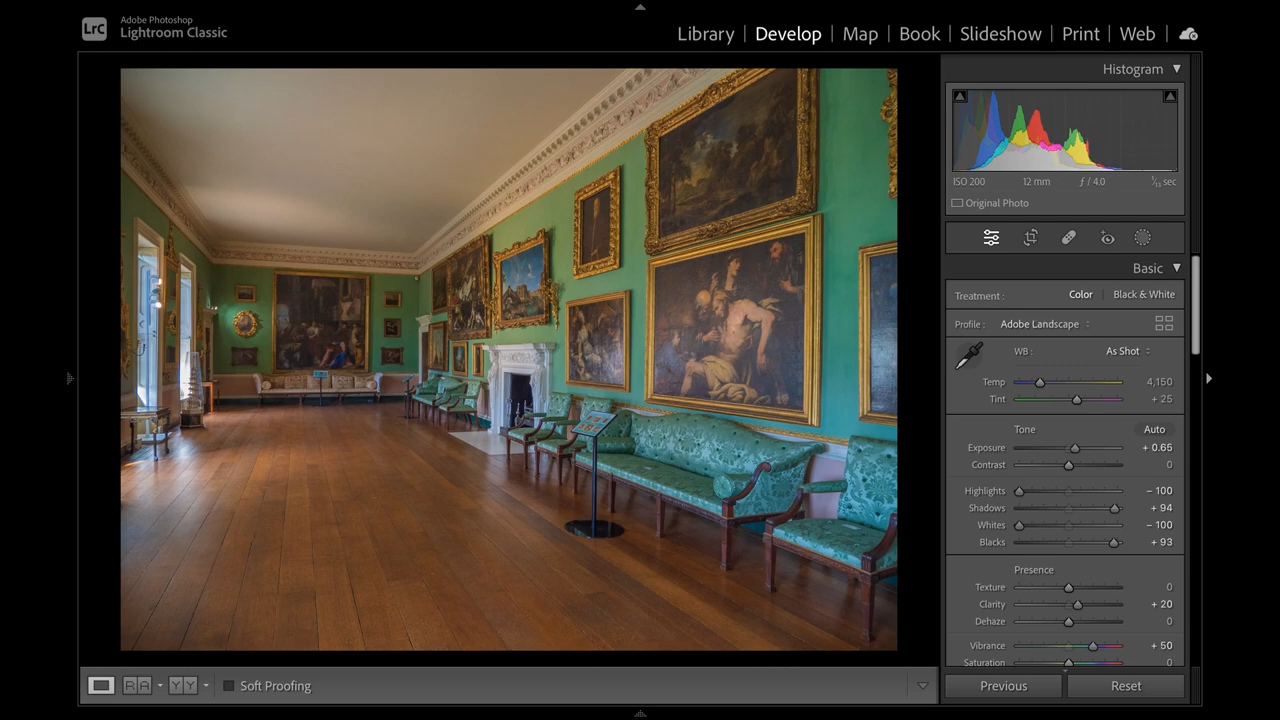 LrC
Adobe Photoshop
Lightroom Classic
Library | Develop | Map | Book | Slideshow | Print | Web
Histogram
ISO 200 12 mm ƒ / 4.0 1/13 sec
Original Photo
Basic
Treatment : Color | Black & White
Profile : Adobe Landscape
WB : As Shot
Temp 4,150
Tint + 25
Tone Auto
Exposure + 0.65
Contrast 0
Highlights − 100
Shadows + 94
Whites − 100
Blacks + 93
Presence
Texture 0
Clarity + 20
Dehaze 0
Vibrance + 50
Saturation 0
R A Y Y Soft Proofing
Previous Reset